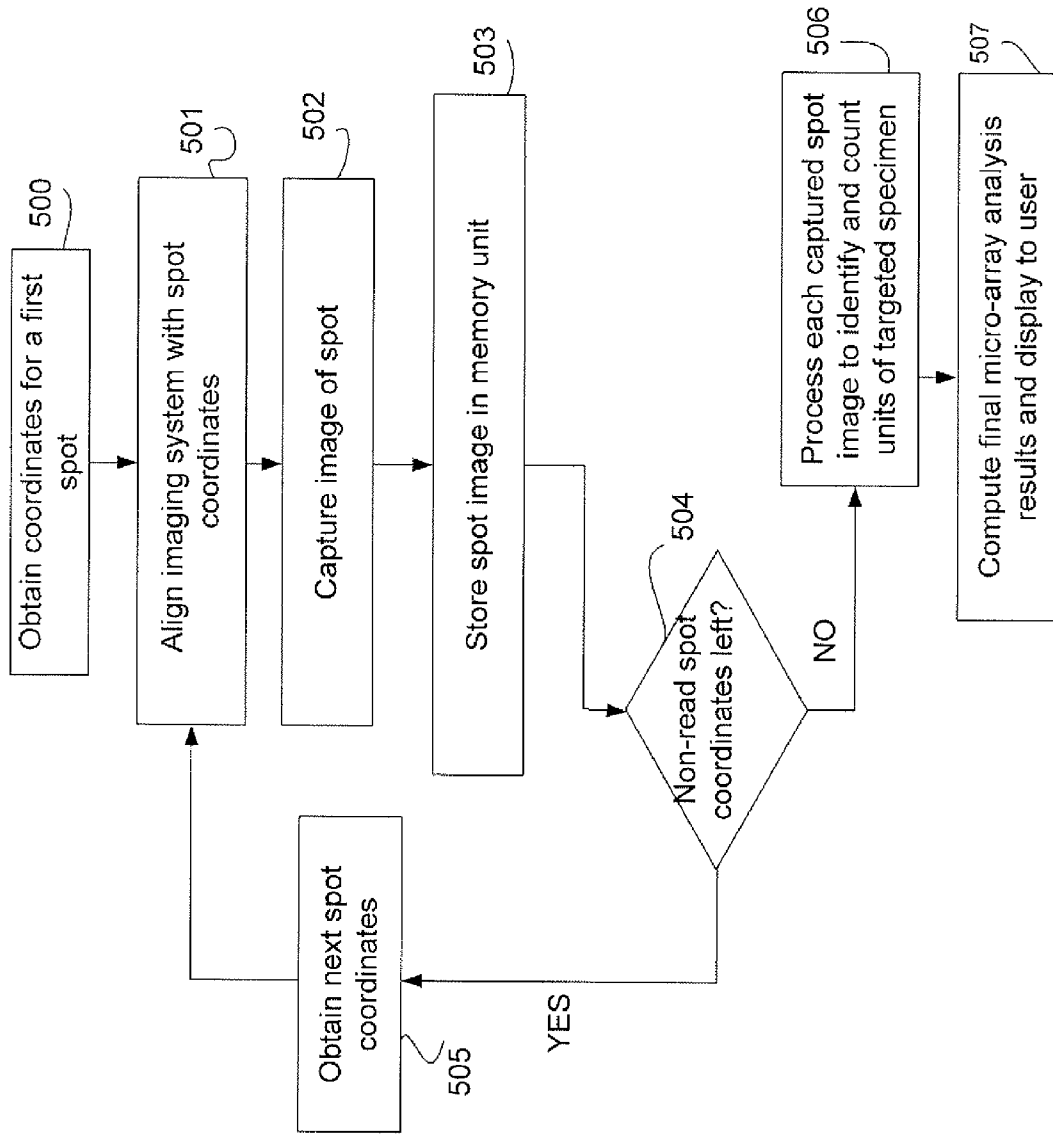 500
Obtain coordinates for a first
spot
501
Align imaging system with spot
coordinates
502
Capture image of spot
503
Store spot image in memory unit
504
Non-read spot
coordinates left?
YES
505
Obtain next spot
coordinates
NO
506
Process each captured spot
image to identify and count
units of targeted specimen
507
Compute final micro-array analysis
results and display to user